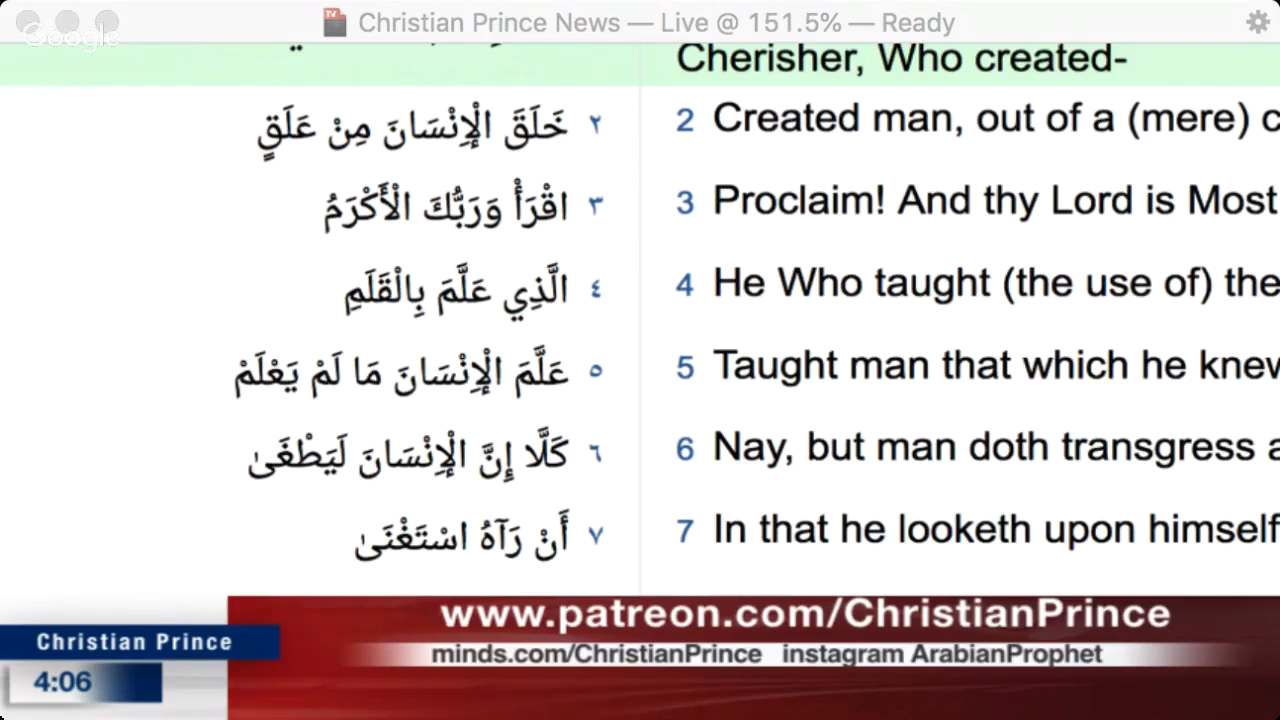 Christian Prince News — Live @ 151.5% — Ready
Google
Cherisher, Who created-
٢ خَلَقَ الْإِنْسَانَ مِنْ عَلَقٍ
2 Created man, out of a (mere) c
٣ اقْرَأْ وَرَبُّكَ الْأَكْرَمُ
3 Proclaim! And thy Lord is Most
٤ الَّذِي عَلَّمَ بِالْقَلَمِ
4 He Who taught (the use of) the
٥ عَلَّمَ الْإِنْسَانَ مَا لَمْ يَعْلَمْ
5 Taught man that which he knew
٦ كَلَّا إِنَّ الْإِنْسَانَ لَيَطْغَىٰ
6 Nay, but man doth transgress a
٧ أَنْ رَآهُ اسْتَغْنَىٰ
7 In that he looketh upon himself
www.patreon.com/ChristianPrince
Christian Prince
minds.com/ChristianPrince instagram ArabianProphet
4:06